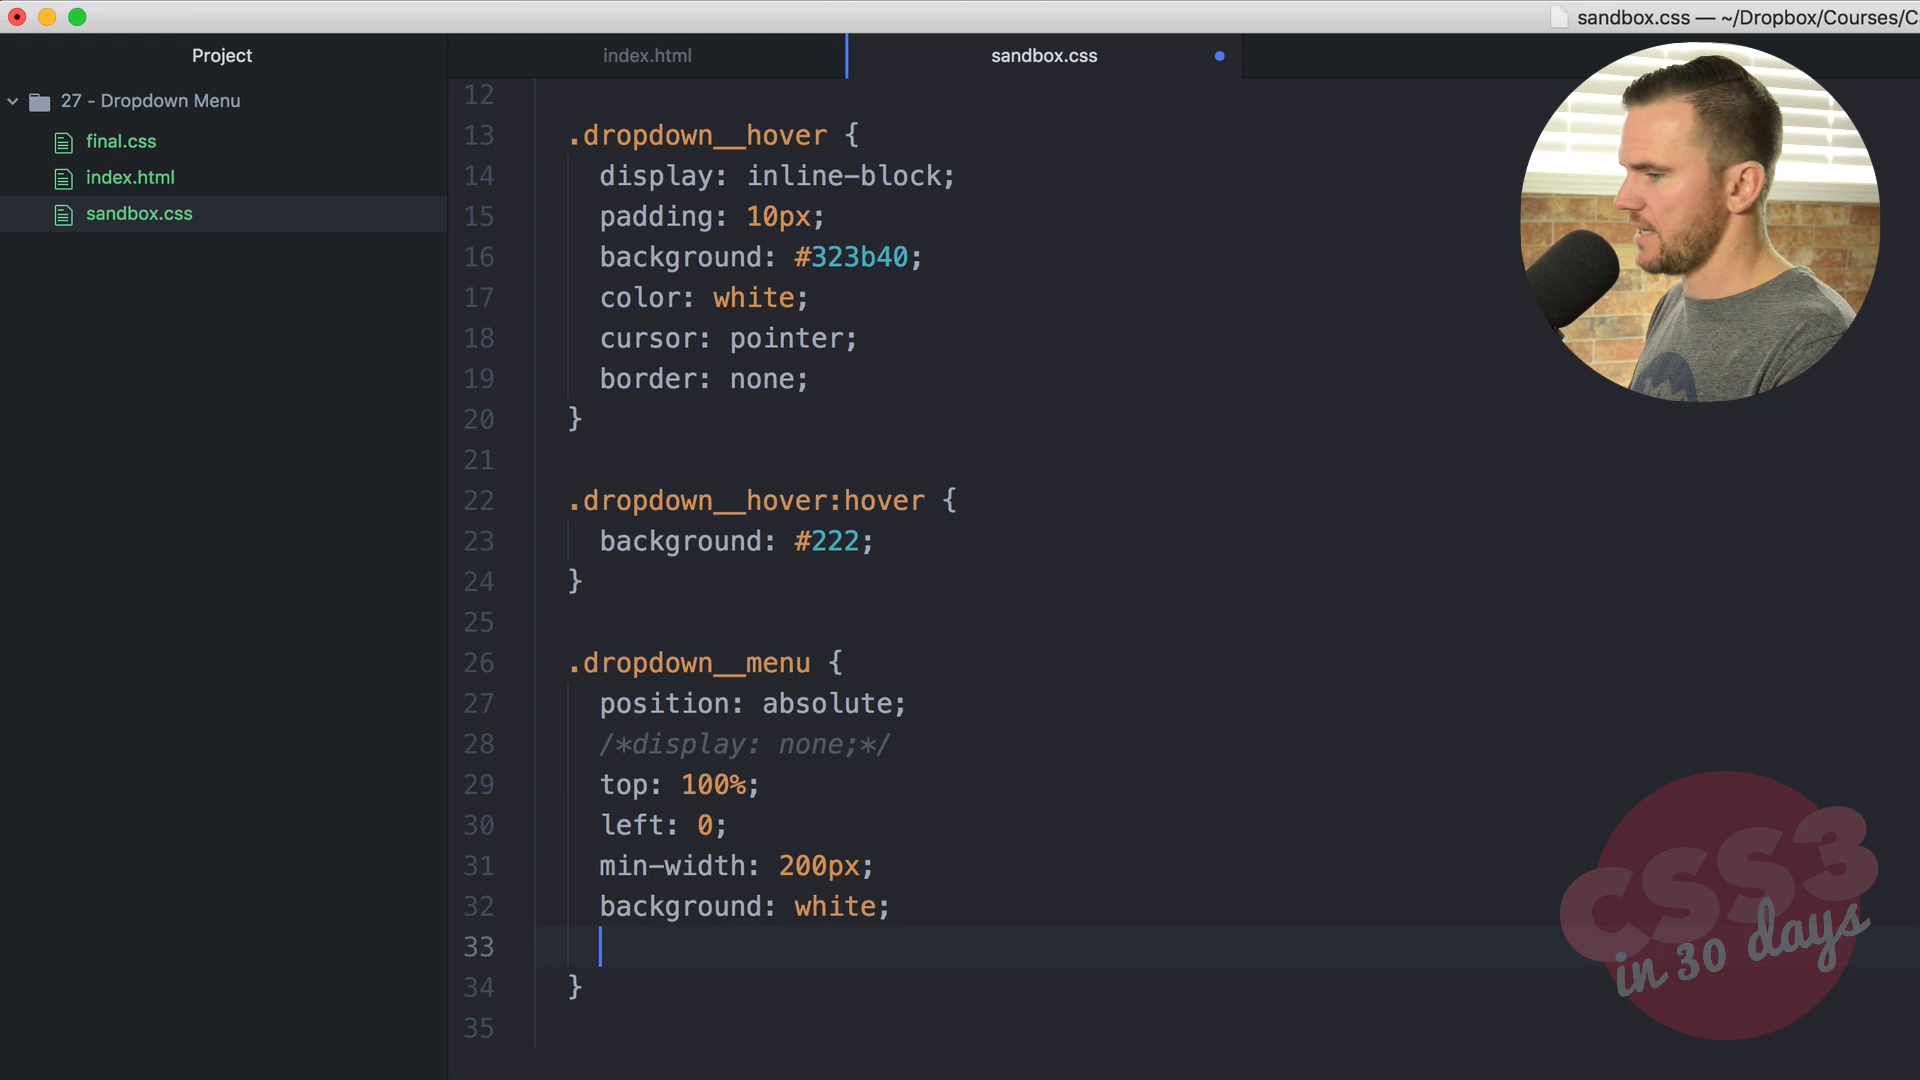 sandbox.css — ~/Dropbox/Courses/C
Project
index.html
sandbox.css
27 - Dropdown Menu
final.css
index.html
sandbox.css
12
13 .dropdown__hover {
14 display: inline-block;
15 padding: 10px;
16 background: #323b40;
17 color: white;
18 cursor: pointer;
19 border: none;
20 }
21
22 .dropdown__hover:hover {
23 background: #222;
24 }
25
26 .dropdown__menu {
27 position: absolute;
28 /*display: none;*/
29 top: 100%;
30 left: 0;
31 min-width: 200px;
32 background: white;
33
34 }
35
CSS3
in 30 days